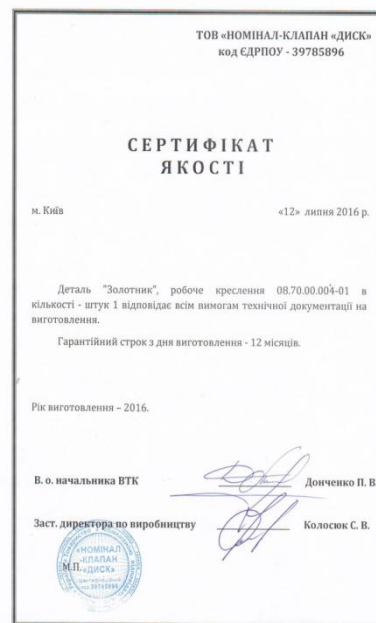 ТОВ «НОМІНАЛ-КЛАПАН «ДИСК»
код ЄДРПОУ - 39785896
СЕРТИФІКАТ
ЯКОСТІ
м. Київ «12» липня 2016 р.
Деталь "Золотник", робоче креслення 08.70.00.004-01 в
кількості - штук 1 відповідає всім вимогам технічної документації на
виготовлення.
Гарантійний строк з дня виготовлення - 12 місяців.
Рік виготовлення – 2016.
В. о. начальника ВТК Донченко П. В
Заст. директора по виробництву Колосюк С. В.
М.П.
«НОМІНАЛ
-КЛАПАН
«ДИСК»